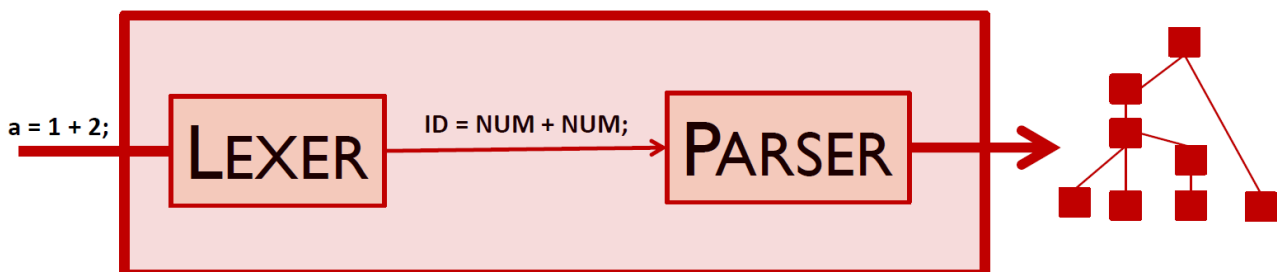 a = 1 + 2;
LEXER
ID = NUM + NUM;
PARSER